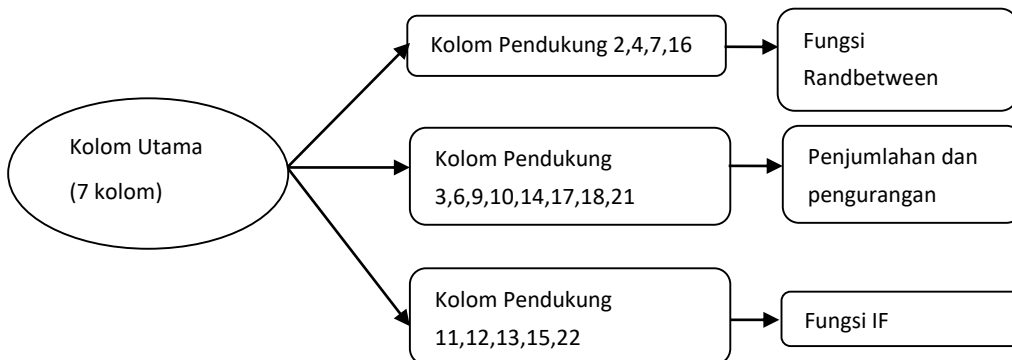 Kolom Utama
(7 kolom)
Kolom Pendukung 2,4,7,16
Fungsi
Randbetween
Kolom Pendukung
3,6,9,10,14,17,18,21
Penjumlahan dan
pengurangan
Kolom Pendukung
11,12,13,15,22
Fungsi IF